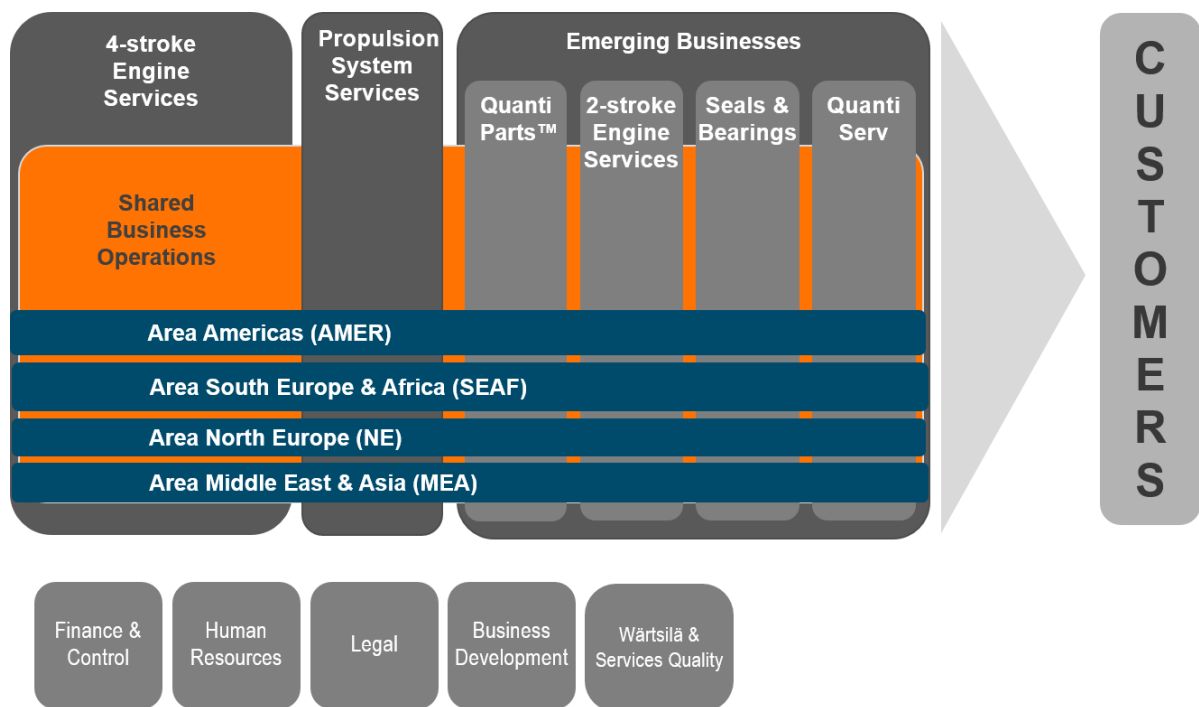 4-stroke
Engine
Services
Propulsion
System
Services
Emerging Businesses
Quanti
Parts™
2-stroke
Engine
Services
Seals &
Bearings
Quanti
Serv
Shared
Business
Operations
Area Americas (AMER)
Area South Europe & Africa (SEAF)
Area North Europe (NE)
Area Middle East & Asia (MEA)
C
U
S
T
O
M
E
R
S
Finance &
Control
Human
Resources
Legal
Business
Development
Wärtsilä &
Services Quality